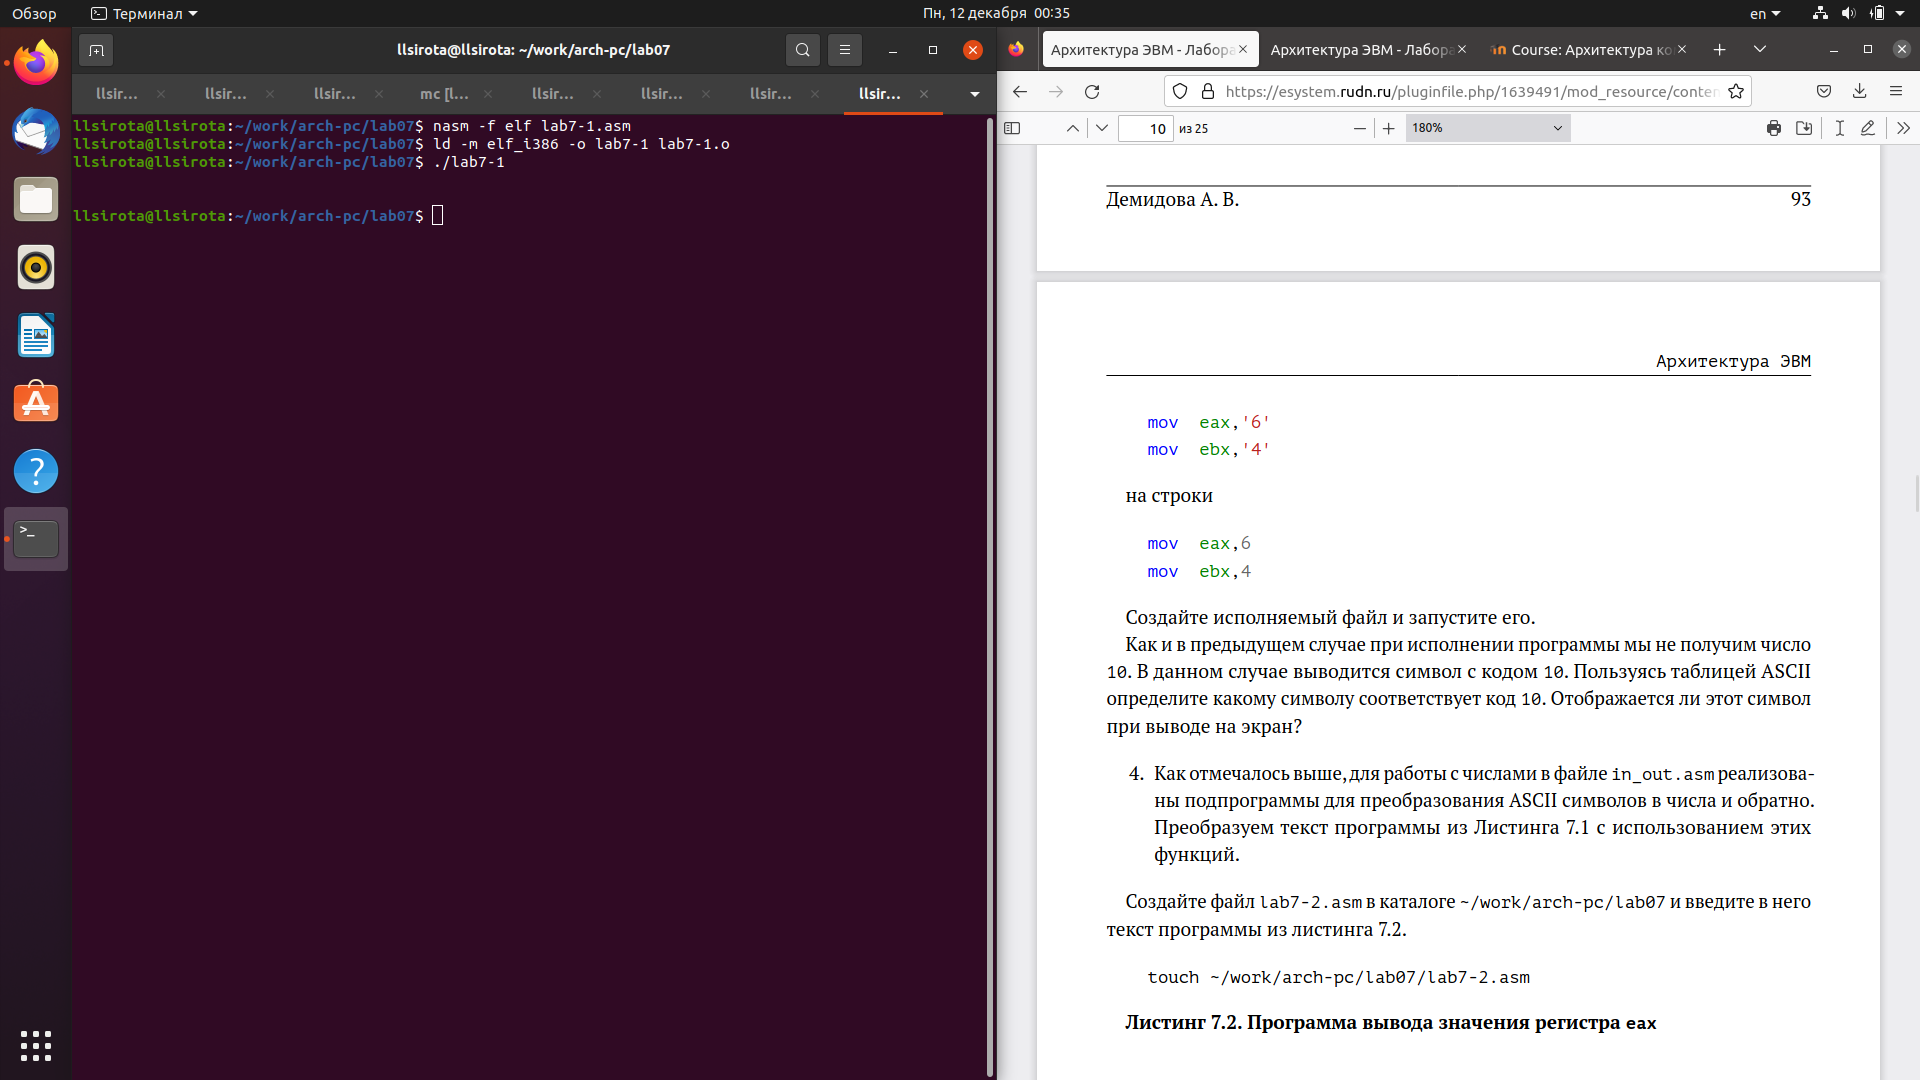 Обзор
Терминал
Пн, 12 декабря 00:35
en
llsirota@llsirota: ~/work/arch-pc/lab07
llsir...
llsir...
llsir...
mc [l...
llsir...
llsir...
llsir...
llsir...
llsirota@llsirota:~/work/arch-pc/lab07$ nasm -f elf lab7-1.asm
llsirota@llsirota:~/work/arch-pc/lab07$ ld -m elf_i386 -o lab7-1 lab7-1.o
llsirota@llsirota:~/work/arch-pc/lab07$ ./lab7-1
llsirota@llsirota:~/work/arch-pc/lab07$
Архитектура ЭВМ - Лабора
Архитектура ЭВМ - Лабора
Course: Архитектура ко
https://esystem.rudn.ru/pluginfile.php/1639491/mod_resource/conten
10 из 25
180%
Демидова А. В.
93
Архитектура ЭВМ
mov eax,'6'
mov ebx,'4'
на строки
mov eax,6
mov ebx,4
Создайте исполняемый файл и запустите его.
Как и в предыдущем случае при исполнении программы мы не получим число
10. В данном случае выводится символ с кодом 10. Пользуясь таблицей ASCII
определите какому символу соответствует код 10. Отображается ли этот символ
при выводе на экран?
4. Как отмечалось выше, для работы с числами в файле in_out.asm реализова-
ны подпрограммы для преобразования ASCII символов в числа и обратно.
Преобразуем текст программы из Листинга 7.1 с использованием этих
функций.
Создайте файл lab7-2.asm в каталоге ~/work/arch-pc/lab07 и введите в него
текст программы из листинга 7.2.
touch ~/work/arch-pc/lab07/lab7-2.asm
Листинг 7.2. Программа вывода значения регистра eax